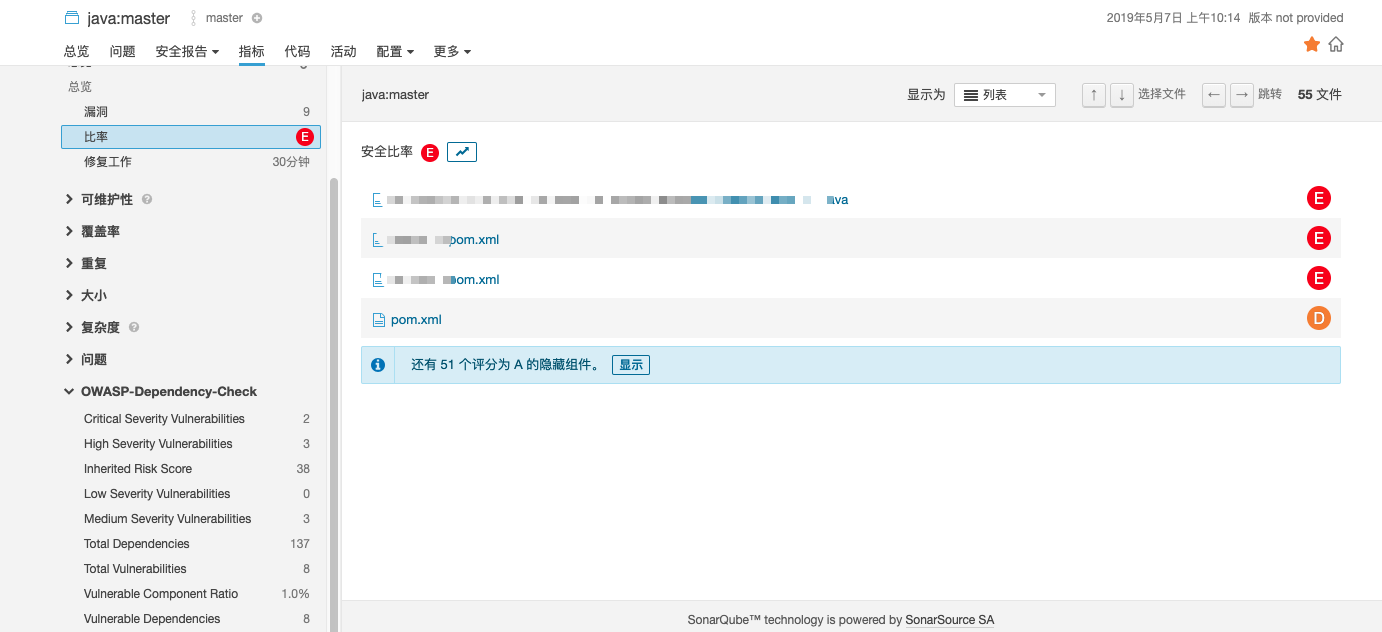 java:master master 2019年5月7日 上午10:14 版本 not provided
总览 问题 安全报告 指标 代码 活动 配置 更多
总览
漏洞 9
比率 E
修复工作 30分钟
可维护性
覆盖率
重复
大小
复杂度
问题
OWASP-Dependency-Check
Critical Severity Vulnerabilities 2
High Severity Vulnerabilities 3
Inherited Risk Score 38
Low Severity Vulnerabilities 0
Medium Severity Vulnerabilities 3
Total Dependencies 137
Total Vulnerabilities 8
Vulnerable Component Ratio 1.0%
Vulnerable Dependencies 8
java:master 显示为 列表 ↑ ↓ 选择文件 ← → 跳转 55 文件
安全比率 E
ava E
pom.xml E
pom.xml E
pom.xml D
还有 51 个评分为 A 的隐藏组件。 显示
SonarQube™ technology is powered by SonarSource SA